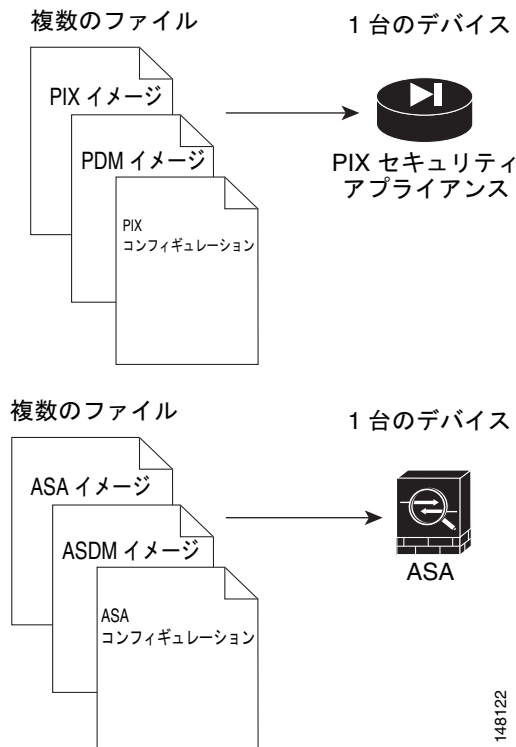 複数のファイル
1 台のデバイス
PIX イメージ
PDM イメージ
PIX
コンフィギュレーション
PIX セキュリティ
アプライアンス
複数のファイル
1 台のデバイス
ASA イメージ
ASDM イメージ
ASA
コンフィギュレーション
ASA
148122